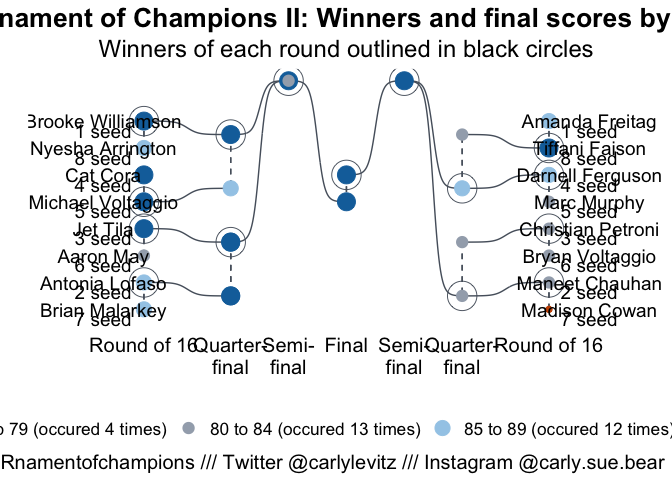 nament of Champions II: Winners and final scores by
Winners of each round outlined in black circles
Brooke Williamson
1 seed
Nyesha Arrington
8 seed
Cat Cora
4 seed
Michael Voltaggio
5 seed
Jet Tila
3 seed
Aaron May
6 seed
Antonia Lofaso
2 seed
Brian Malarkey
7 seed
Amanda Freitag
1 seed
Tiffani Faison
8 seed
Darnell Ferguson
4 seed
Marc Murphy
5 seed
Christian Petroni
3 seed
Bryan Voltaggio
6 seed
Maneet Chauhan
2 seed
Madison Cowan
7 seed
Round of 16 Quarter- Semi- Final Semi- Quarter- Round of 16
final final final final
o 79 (occured 4 times) 80 to 84 (occured 13 times) 85 to 89 (occured 12 times)
Rnamentofchampions /// Twitter @carlylevitz /// Instagram @carly.sue.bear